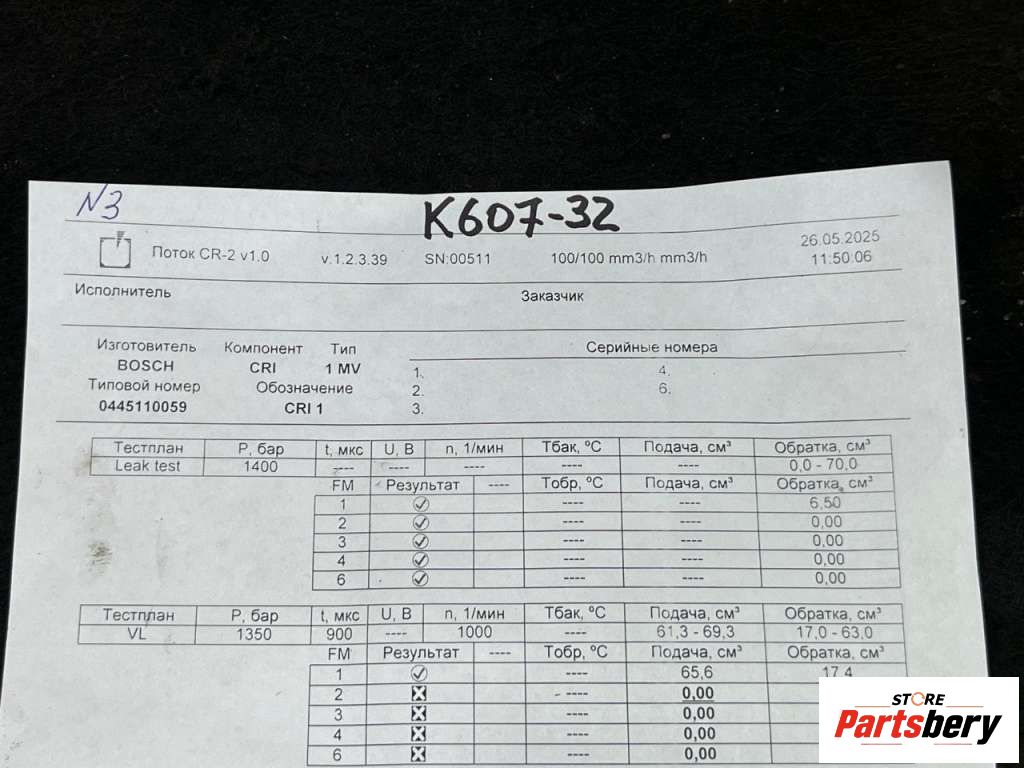 N3
K607-32
Поток CR-2 v1.0 v.1.2.3.39 SN:00511 100/100 mm3/h mm3/h 26.05.2025
11:50:06
Исполнитель Заказчик
Изготовитель Компонент Тип Серийные номера
BOSCH CRI 1 MV 1. 4.
Типовой номер Обозначение 2. 6.
0445110059 CRI 1 3.
Тестплан P, бар t, мкс U, В n, 1/мин Тбак, ºC Подача, см³ Обратка, см³
Leak test 1400 ---- ---- ---- ---- ---- 0,0 - 70,0
FM Результат ---- Тобр, ºC Подача, см³ Обратка, см³
1 ---- ---- 6,50
2 ---- ---- 0,00
3 ---- ---- 0,00
4 ---- ---- 0,00
6 ---- ---- 0,00
Тестплан P, бар t, мкс U, В n, 1/мин Тбак, ºC Подача, см³ Обратка, см³
VL 1350 900 ---- 1000 ---- 61,3 - 69,3 17,0 - 63,0
FM Результат ---- Тобр, ºC Подача, см³ Обратка, см³
1 ---- 65,6 17,4
2 ---- 0,00
3 ---- 0,00
4 ---- 0,00
6 ---- 0,00
STORE
Partsbery